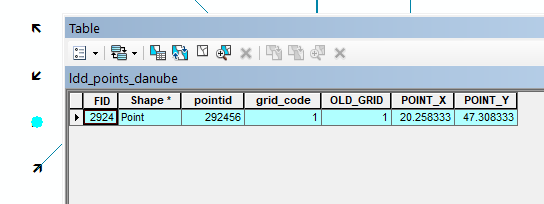 Table
ldd_points_danube
FID Shape * pointid grid_code OLD_GRID POINT_X POINT_Y
2924 Point 292456 1 1 20.258333 47.308333